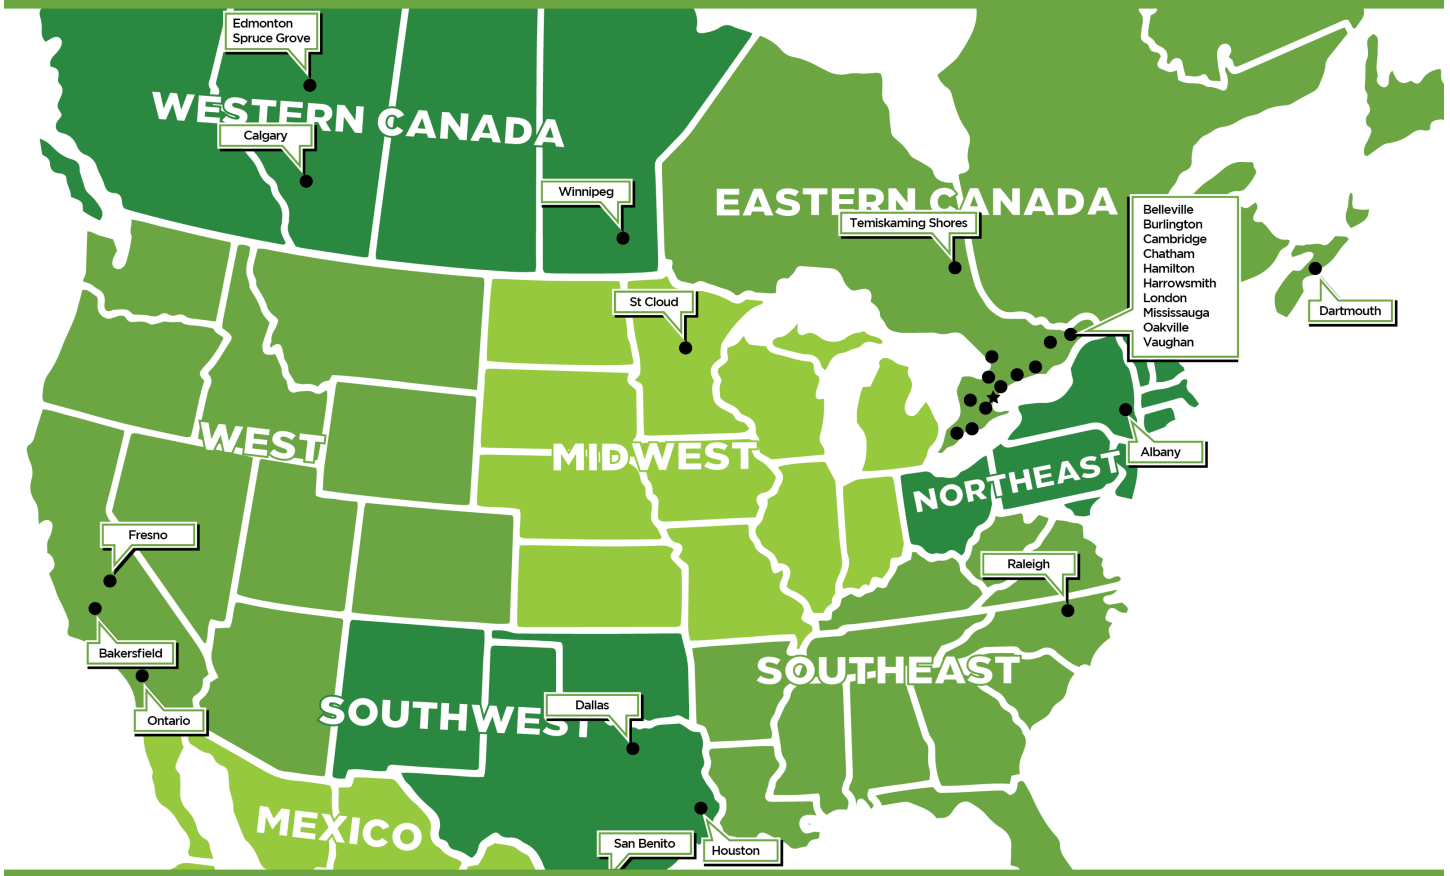 Edmonton
Spruce Grove
WESTERN CANADA
Calgary
Winnipeg
EASTERN CANADA
Temiskaming Shores
Belleville
Burlington
Cambridge
Chatham
Hamilton
Harrowsmith
London
Mississauga
Oakville
Vaughan
St Cloud
Dartmouth
WEST
MIDWEST
Albany
NORTHEAST
Fresno
Raleigh
Bakersfield
SOUTHEAST
Ontario
SOUTHWEST
Dallas
MEXICO
San Benito
Houston